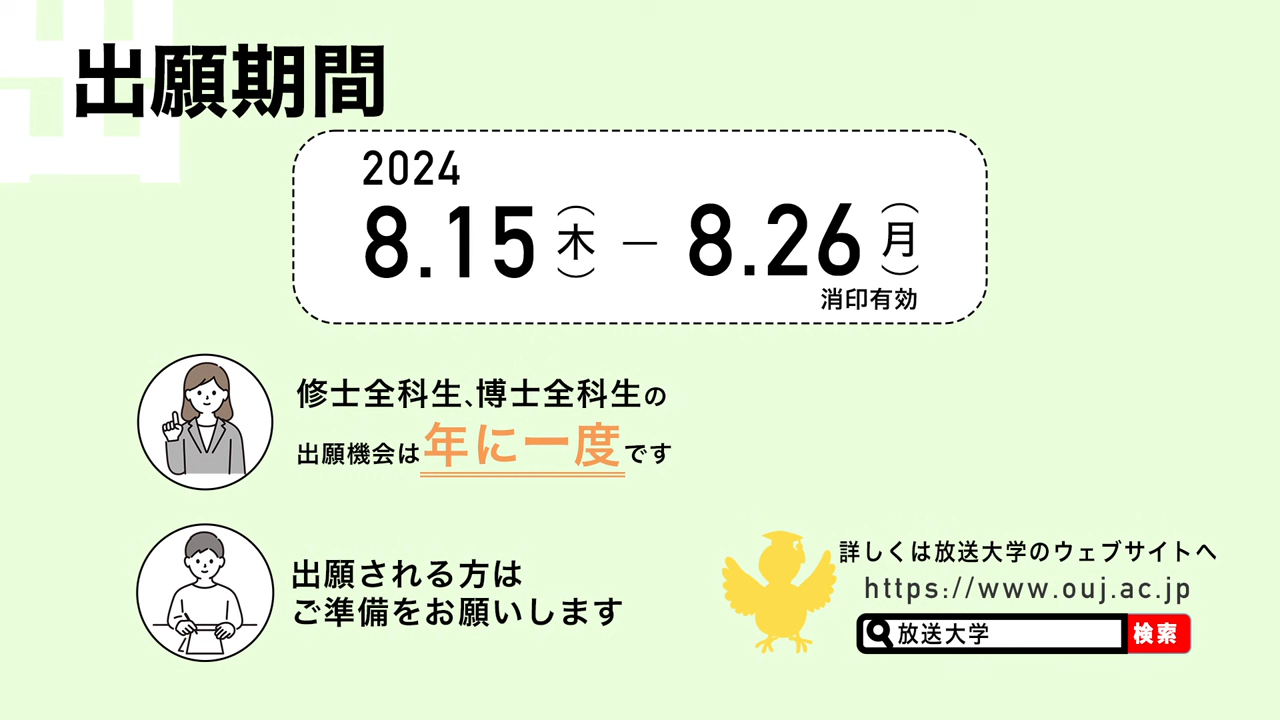 出願期間
2024
8.15(木) — 8.26(月)
消印有効
修士全科生、博士全科生の
出願機会は年に一度です
出願される方は
ご準備をお願いします
詳しくは放送大学のウェブサイトへ
https://www.ouj.ac.jp
放送大学 検索